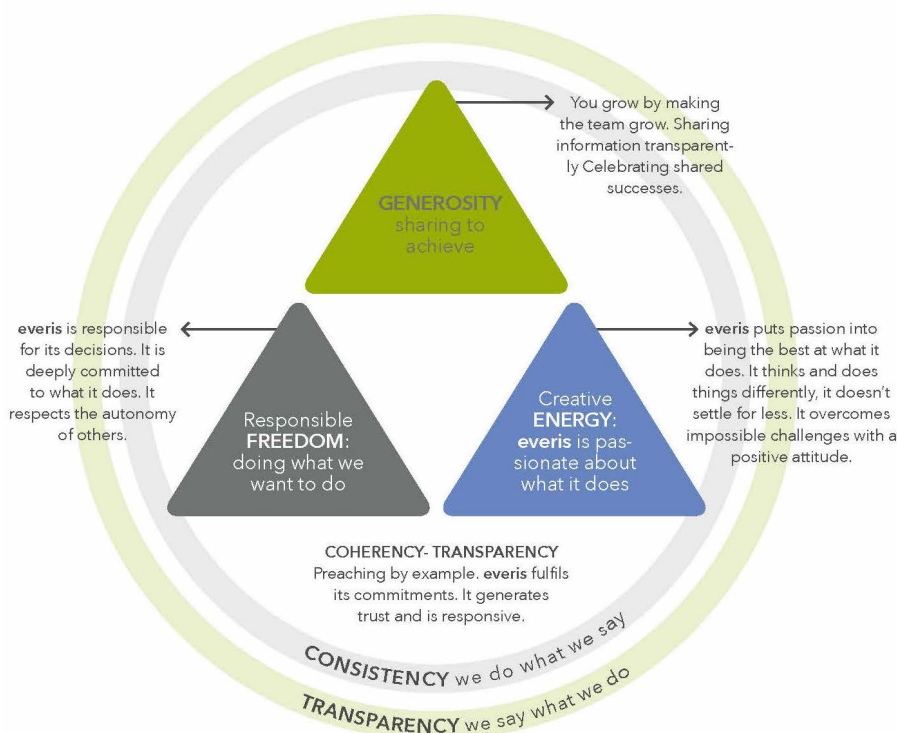 You grow by making
the team grow. Sharing
information transparent-
ly Celebrating shared
successes.
GENEROSITY
sharing to
achieve
everis is responsible
for its decisions. It is
deeply committed
to what it does. It
respects the autonomy
of others.
Responsible
FREEDOM:
doing what we
want to do
Creative
ENERGY:
everis is pas-
sionate about
what it does
everis puts passion into
being the best at what it
does. It thinks and does
things differently, it doesn't
settle for less. It overcomes
impossible challenges with a
positive attitude.
COHERENCY- TRANSPARENCY
Preaching by example. everis fulfils
its commitments. It generates
trust and is responsive.
CONSISTENCY we do what we say
TRANSPARENCY we say what we do